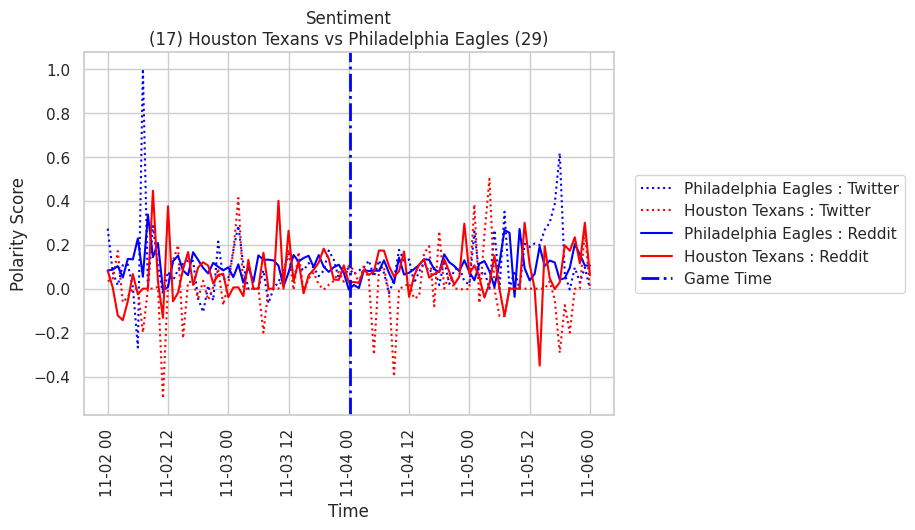 Sentiment
(17) Houston Texans vs Philadelphia Eagles (29)
1.0
0.8
0.6
0.4
0.2
0.0
−0.2
−0.4
Polarity Score
11-02 00
11-02 12
11-03 00
11-03 12
11-04 00
11-04 12
11-05 00
11-05 12
11-06 00
Time
Philadelphia Eagles : Twitter
Houston Texans : Twitter
Philadelphia Eagles : Reddit
Houston Texans : Reddit
Game Time